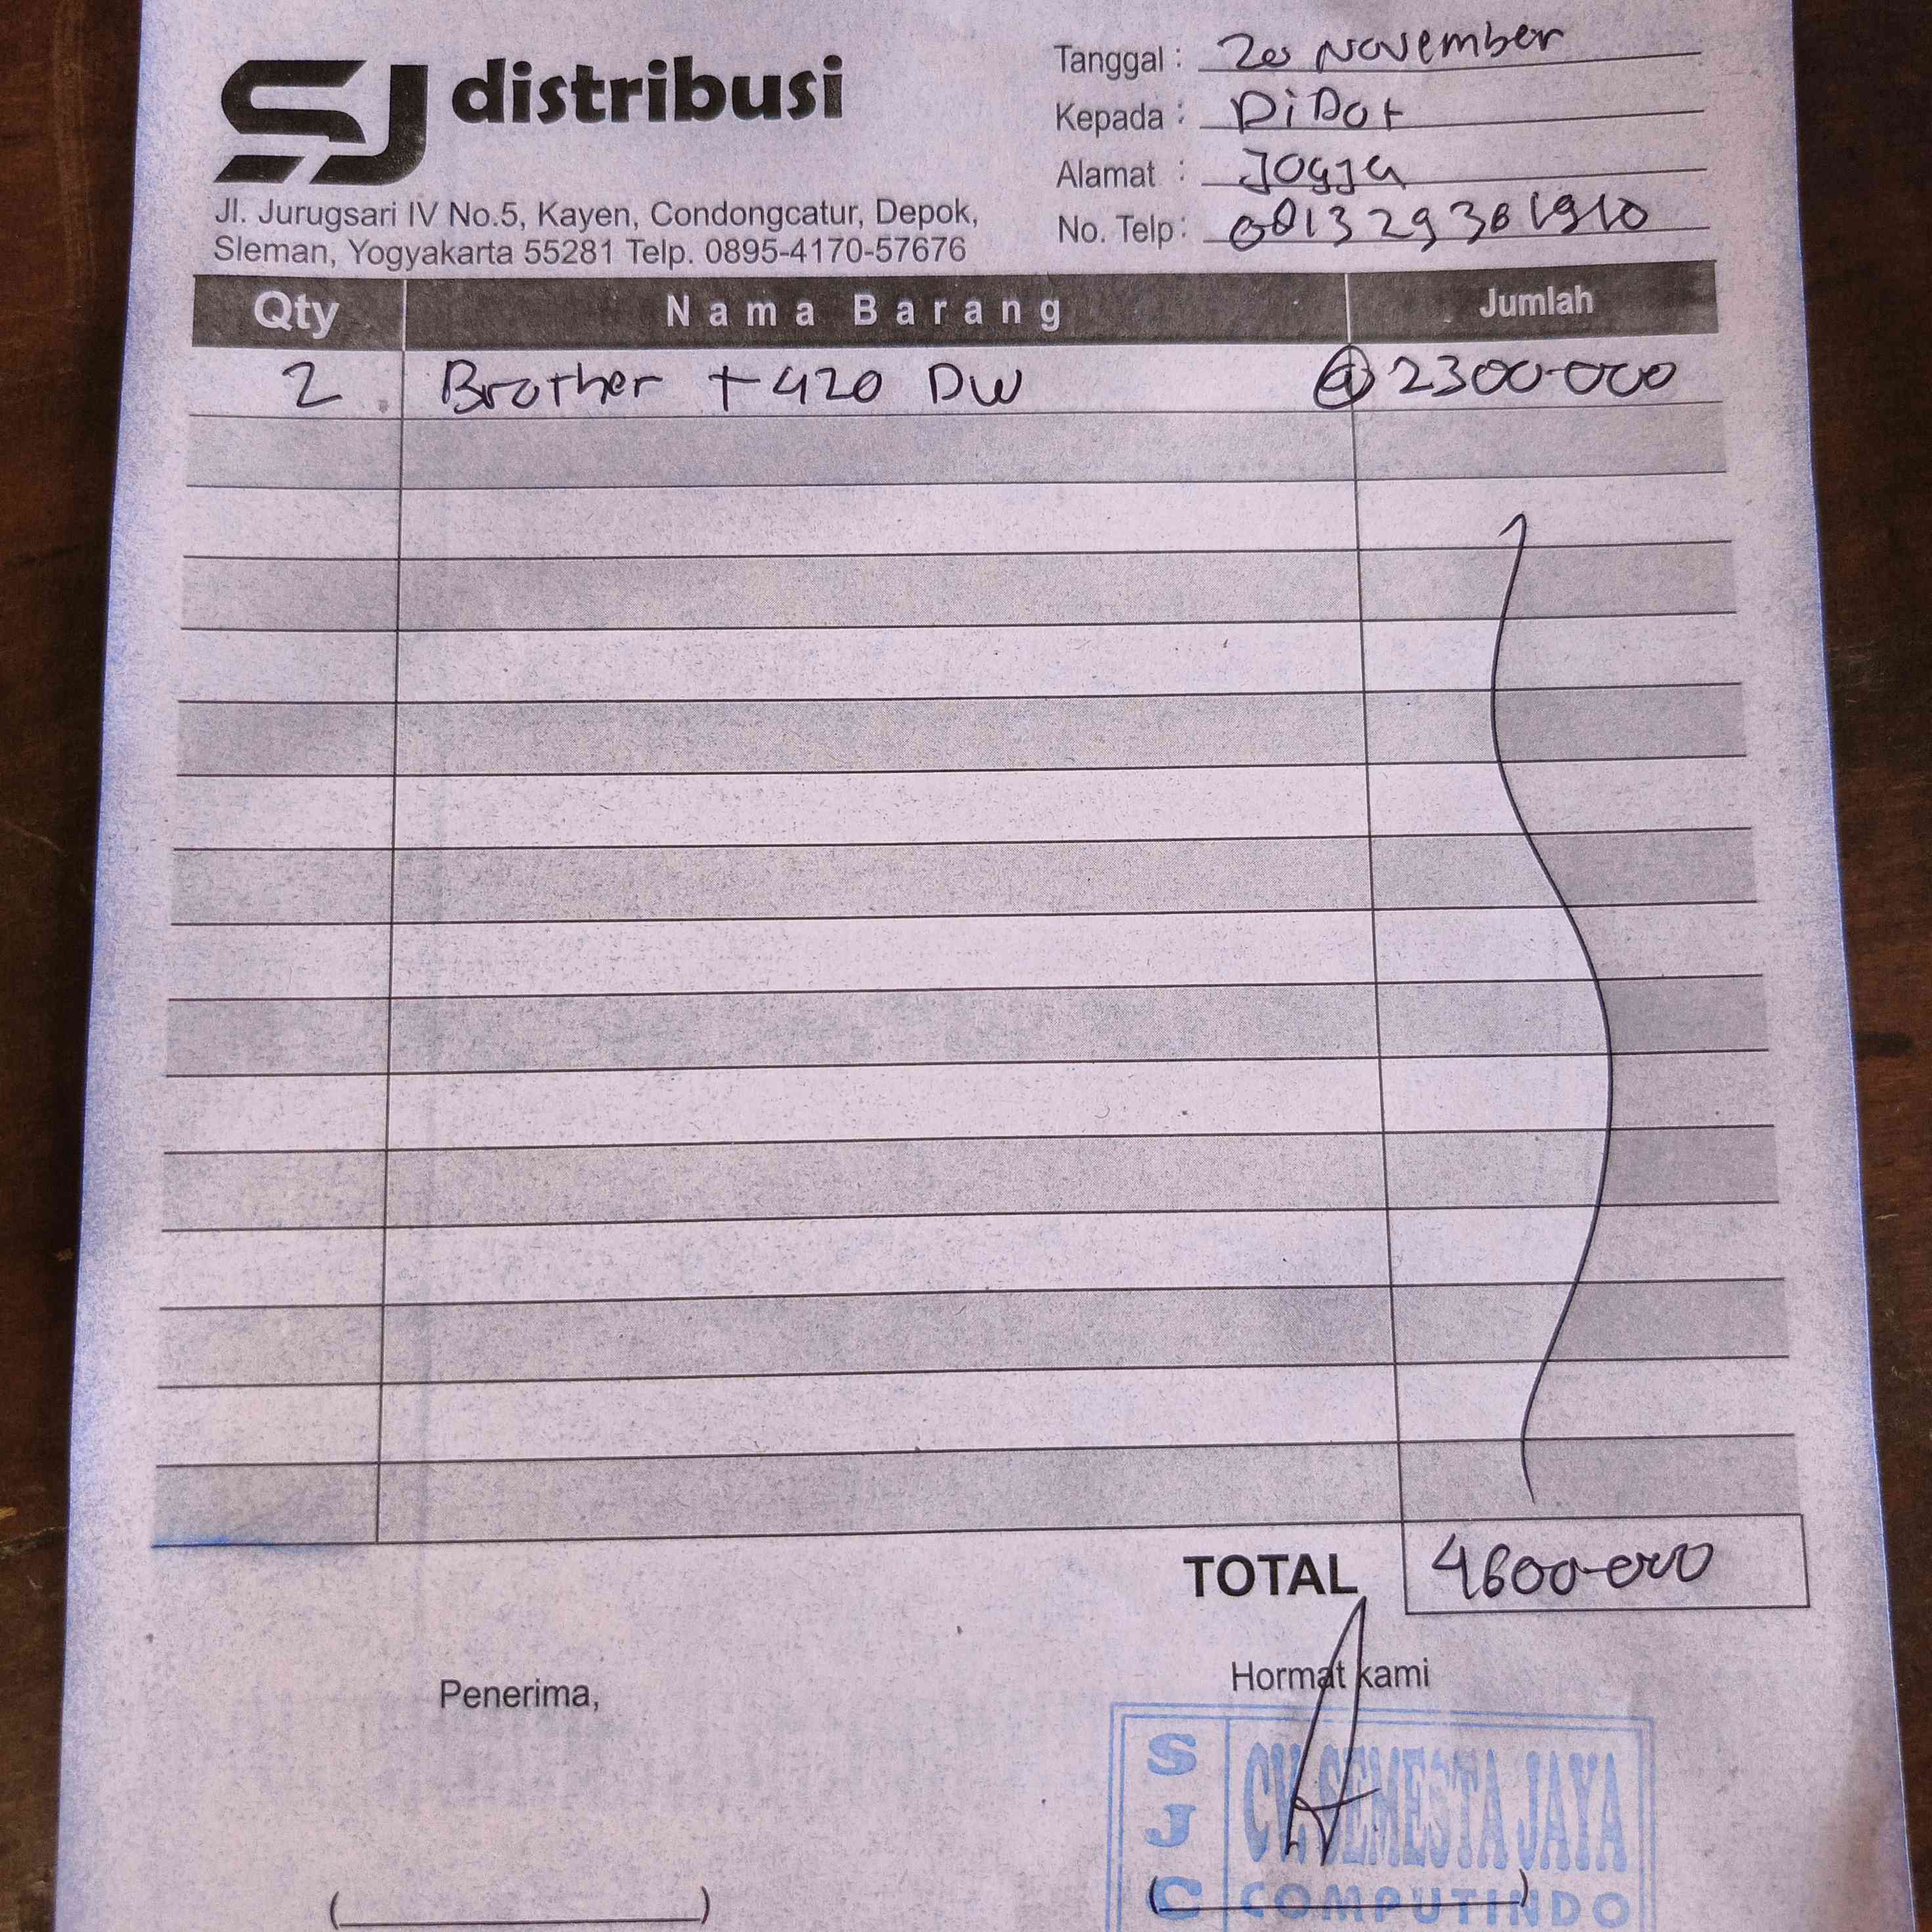 SJ distribusi
Jl. Jurugsari IV No.5, Kayen, Condongcatur, Depok,
Sleman, Yogyakarta 55281 Telp. 0895-4170-57676
Tanggal : 20 November
Kepada : DiDot
Alamat : Jogja
No. Telp:
Qty Nama Barang Jumlah
2 Brother T420 DW @ 2300.000
TOTAL 4600.000
Penerima, Hormat kami
SJC CV. SEMESTA JAYA
COMPUTINDO